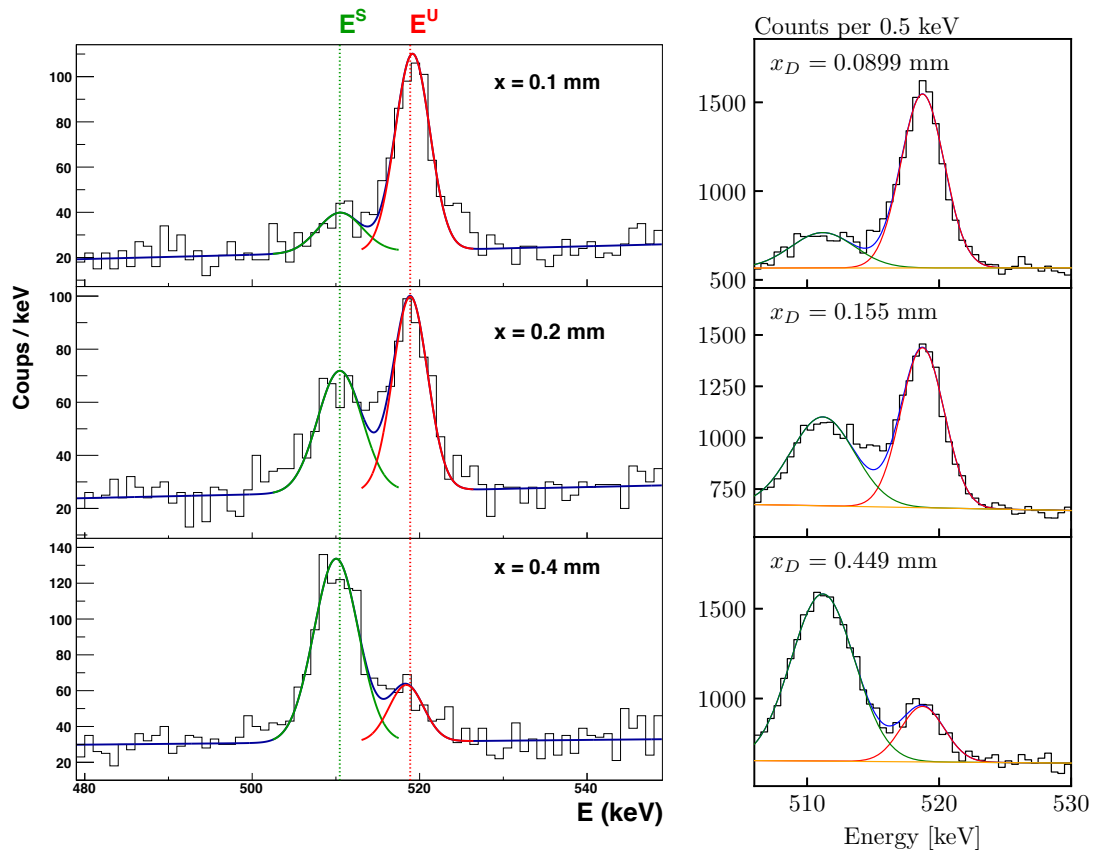 E^S E^U
Coups / keV
100
80
60
40
20
x = 0.1 mm
100
80
60
40
20
x = 0.2 mm
140
120
100
80
60
40
20
x = 0.4 mm
480 500 520 540
E (keV)
Counts per 0.5 keV
x_D = 0.0899 mm
1500
1000
500
x_D = 0.155 mm
1500
1250
1000
750
x_D = 0.449 mm
1500
1000
510 520 530
Energy [keV]